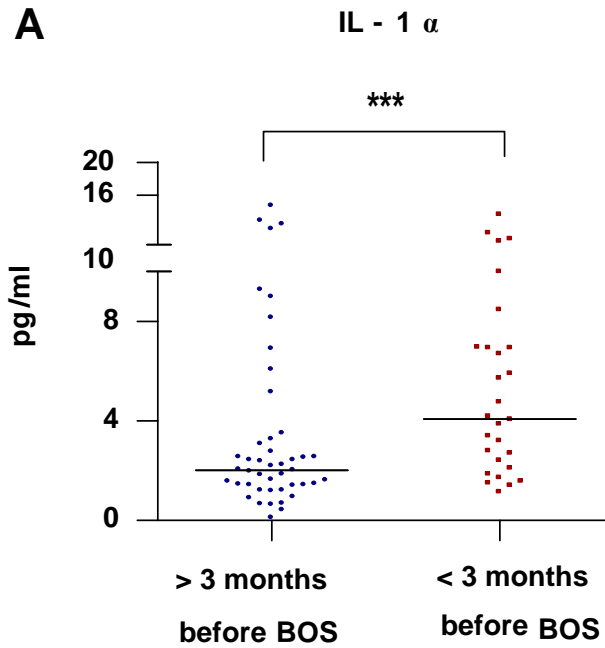 A
IL - 1 α
***
20
16
10
8
4
0
pg/ml
> 3 months
before BOS
< 3 months
before BOS